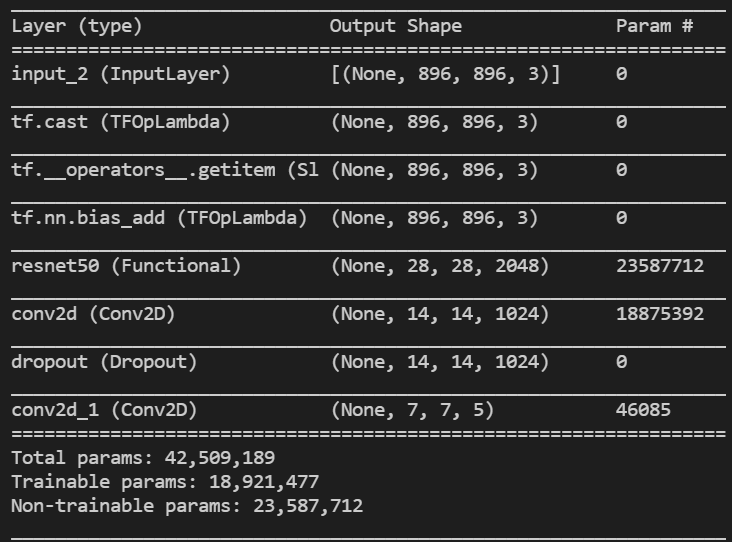 Layer (type) Output Shape Param #
input_2 (InputLayer) [(None, 896, 896, 3)] 0
tf.cast (TFOpLambda) (None, 896, 896, 3) 0
tf.__operators__.getitem (Sl (None, 896, 896, 3) 0
tf.nn.bias_add (TFOpLambda) (None, 896, 896, 3) 0
resnet50 (Functional) (None, 28, 28, 2048) 23587712
conv2d (Conv2D) (None, 14, 14, 1024) 18875392
dropout (Dropout) (None, 14, 14, 1024) 0
conv2d_1 (Conv2D) (None, 7, 7, 5) 46085
Total params: 42,509,189
Trainable params: 18,921,477
Non-trainable params: 23,587,712